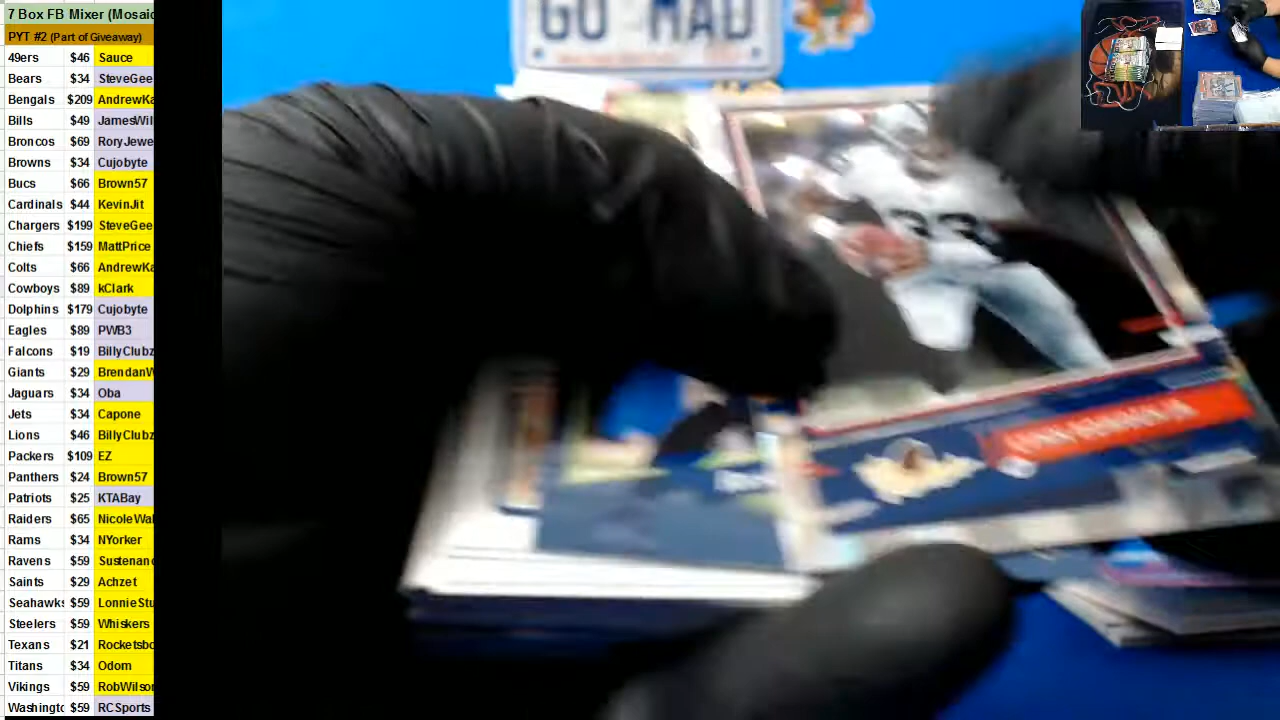 7 Box FB Mixer (Mosaic
PYT #2 (Part of Giveaway)
49ers $46 Sauce
Bears $34 SteveGee
Bengals $209 AndrewKa
Bills $49 JamesWil
Broncos $69 RoryJewe
Browns $34 Cujobyte
Bucs $66 Brown57
Cardinals $44 KevinJit
Chargers $199 SteveGee
Chiefs $159 MattPrice
Colts $66 AndrewKa
Cowboys $89 kClark
Dolphins $179 Cujobyte
Eagles $89 PWB3
Falcons $19 BillyClubz
Giants $29 BrendanW
Jaguars $34 Oba
Jets $34 Capone
Lions $46 BillyClubz
Packers $109 EZ
Panthers $24 Brown57
Patriots $25 KTABay
Raiders $65 NicoleWal
Rams $34 NYorker
Ravens $59 Sustenanc
Saints $29 Achzet
Seahawks $59 LonnieStu
Steelers $59 Whiskers
Texans $21 Rocketsbo
Titans $34 Odom
Vikings $59 RobWilson
Washingto $59 RCSports
GO MAD